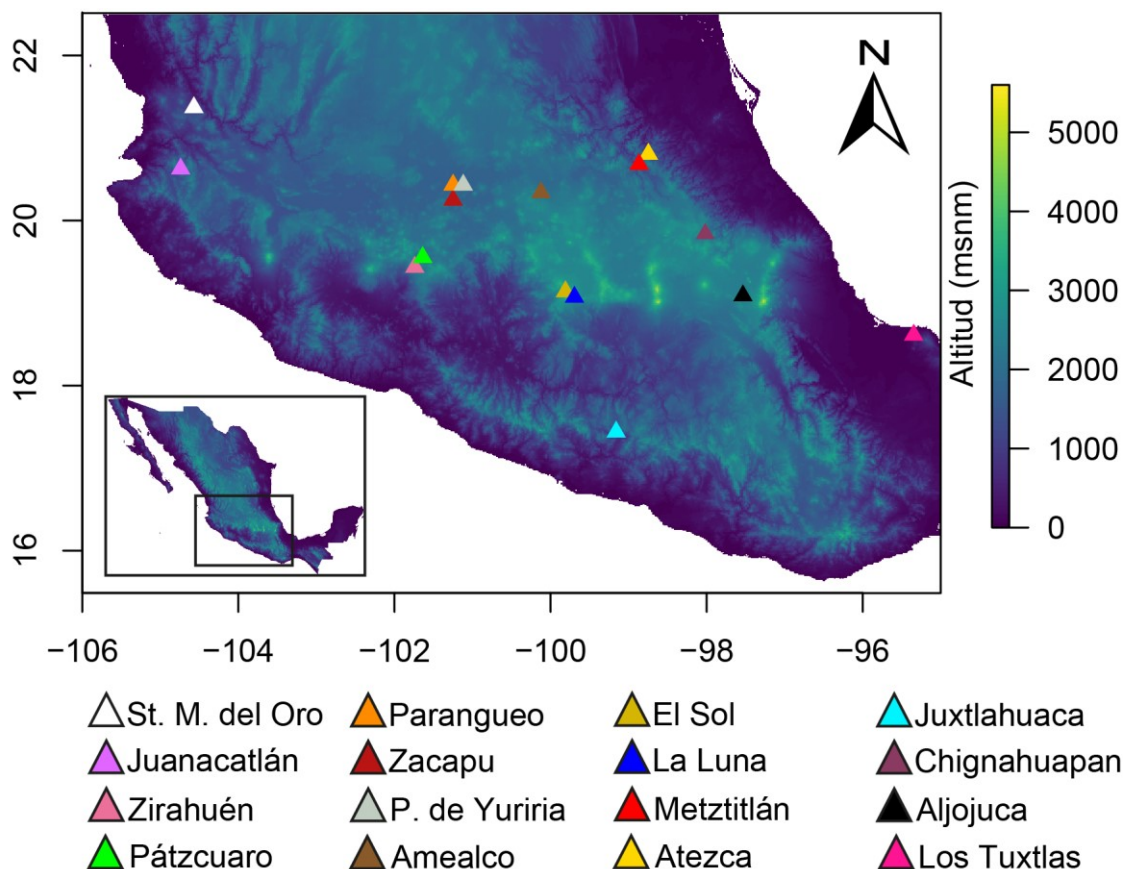 N
22
20
18
16
−106 −104 −102 −100 −98 −96
Altitud (msnm)
5000
4000
3000
2000
1000
0
St. M. del Oro Parangueo El Sol Juxtlahuaca
Juanacatlán Zacapu La Luna Chignahuapan
Zirahuén P. de Yuriria Metztitlán Aljojuca
Pátzcuaro Amealco Atezca Los Tuxtlas